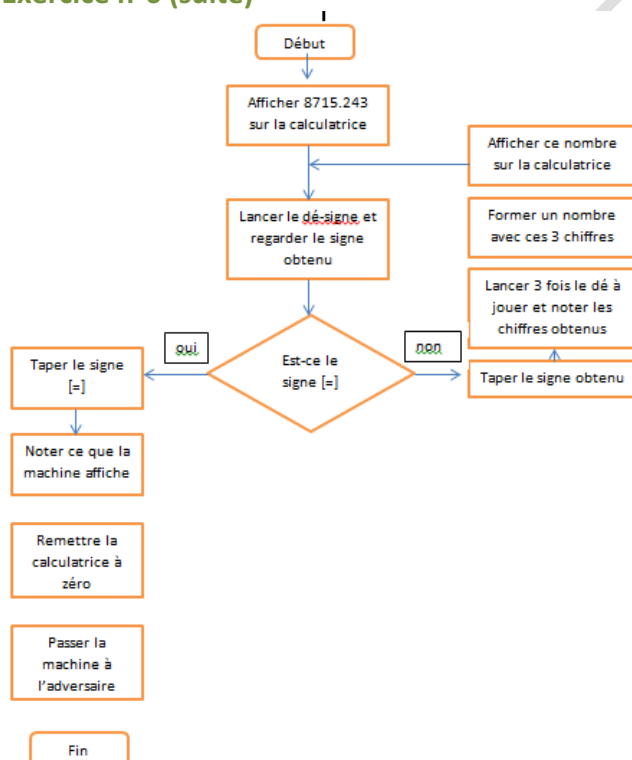 Exercice n°6 (suite)
Début
Afficher 8715.243
sur la calculatrice
Afficher ce nombre
sur la calculatrice
Lancer le dé-signe et
regarder le signe
obtenu
Former un nombre
avec ces 3 chiffres
Lancer 3 fois le dé à
jouer et noter les
chiffres obtenus
oui
Est-ce le
signe [=]
non
Taper le signe
[=]
Taper le signe obtenu
Noter ce que la
machine affiche
Remettre la
calculatrice à
zéro
Passer la
machine à
l'adversaire
Fin